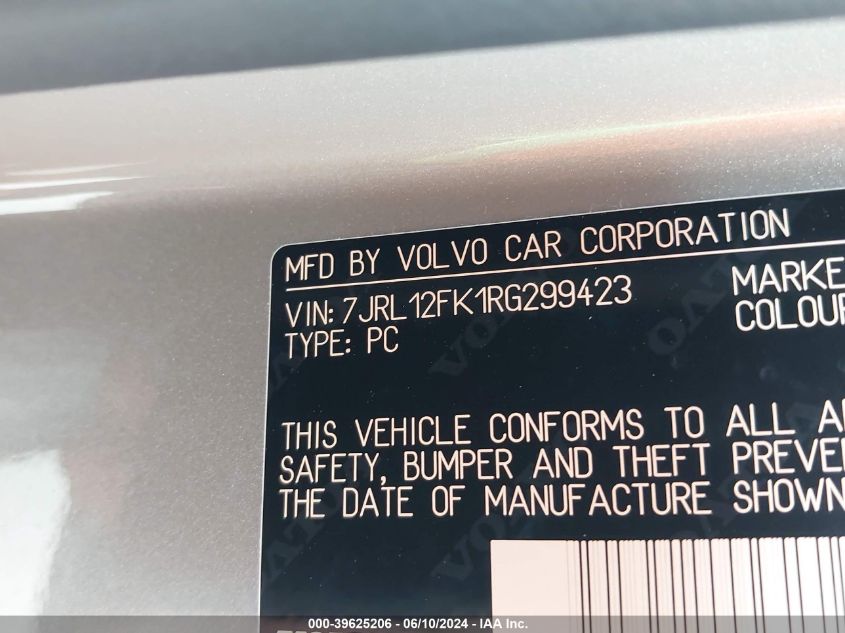 MFD BY VOLVO CAR CORPORATION
VIN: 7JRL12FK1RG299423
TYPE: PC
MARKE
COLOUR
THIS VEHICLE CONFORMS TO ALL A
SAFETY, BUMPER AND THEFT PREVE
THE DATE OF MANUFACTURE SHOWN
000-39625206 - 06/10/2024 - IAA Inc.